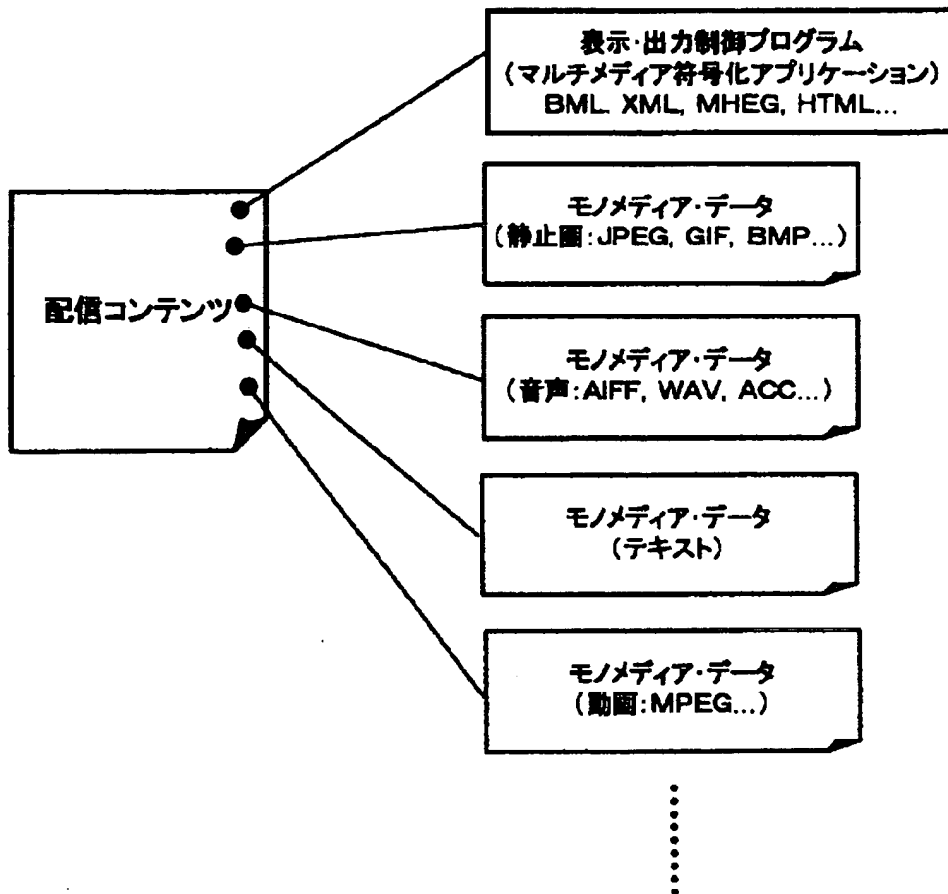 表示・出力制御プログラム
(マルチメディア符号化アプリケーション)
BML XML, MHEG, HTML...
モノメディア・データ
(静止画:JPEG, GIF, BMP...)
配信コンテンツ
モノメディア・データ
(音声:AIFF, WAV, ACC...)
モノメディア・データ
(テキスト)
モノメディア・データ
(動画:MPEG...)